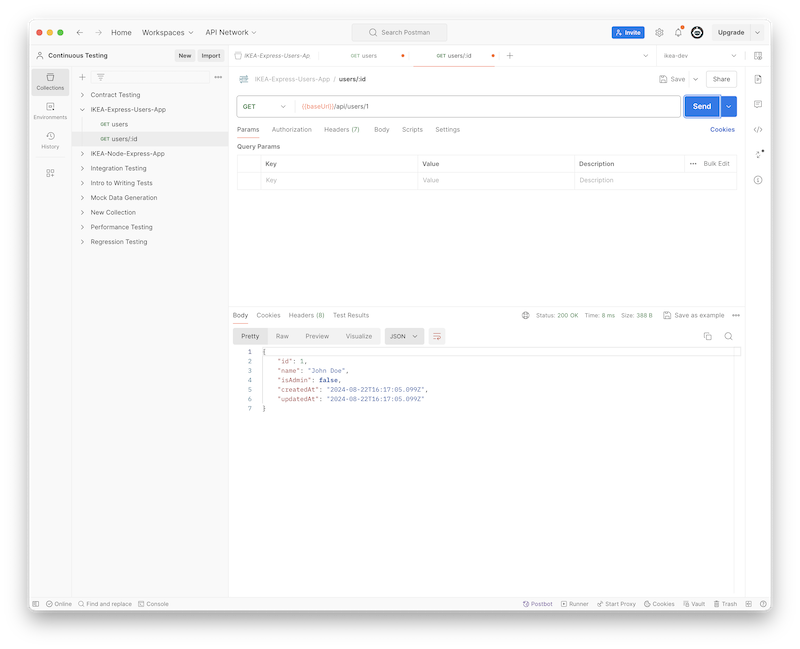 Home Workspaces API Network Search Postman Invite Upgrade
Continuous Testing New Import IKEA-Express-Users-Ap GET users GET users/:id ikea-dev
Collections
Environments
History
Contract Testing
IKEA-Express-Users-App
GET users
GET users/:id
IKEA-Node-Express-App
Integration Testing
Intro to Writing Tests
Mock Data Generation
New Collection
Performance Testing
Regression Testing
IKEA-Express-Users-App / users/:id Save Share
GET {{baseUrl}}/api/users/1 Send
Params Authorization Headers (7) Body Scripts Settings Cookies
Query Params
Key Value Description Bulk Edit
Key Value Description
Body Cookies Headers (8) Test Results Status: 200 OK Time: 8 ms Size: 388 B Save as example
Pretty Raw Preview Visualize JSON
1 {
2 "id": 1,
3 "name": "John Doe",
4 "isAdmin": false,
5 "createdAt": "2024-08-22T16:17:05.099Z",
6 "updatedAt": "2024-08-22T16:17:05.099Z"
7 }
Online Find and replace Console Postbot Runner Start Proxy Cookies Vault Trash